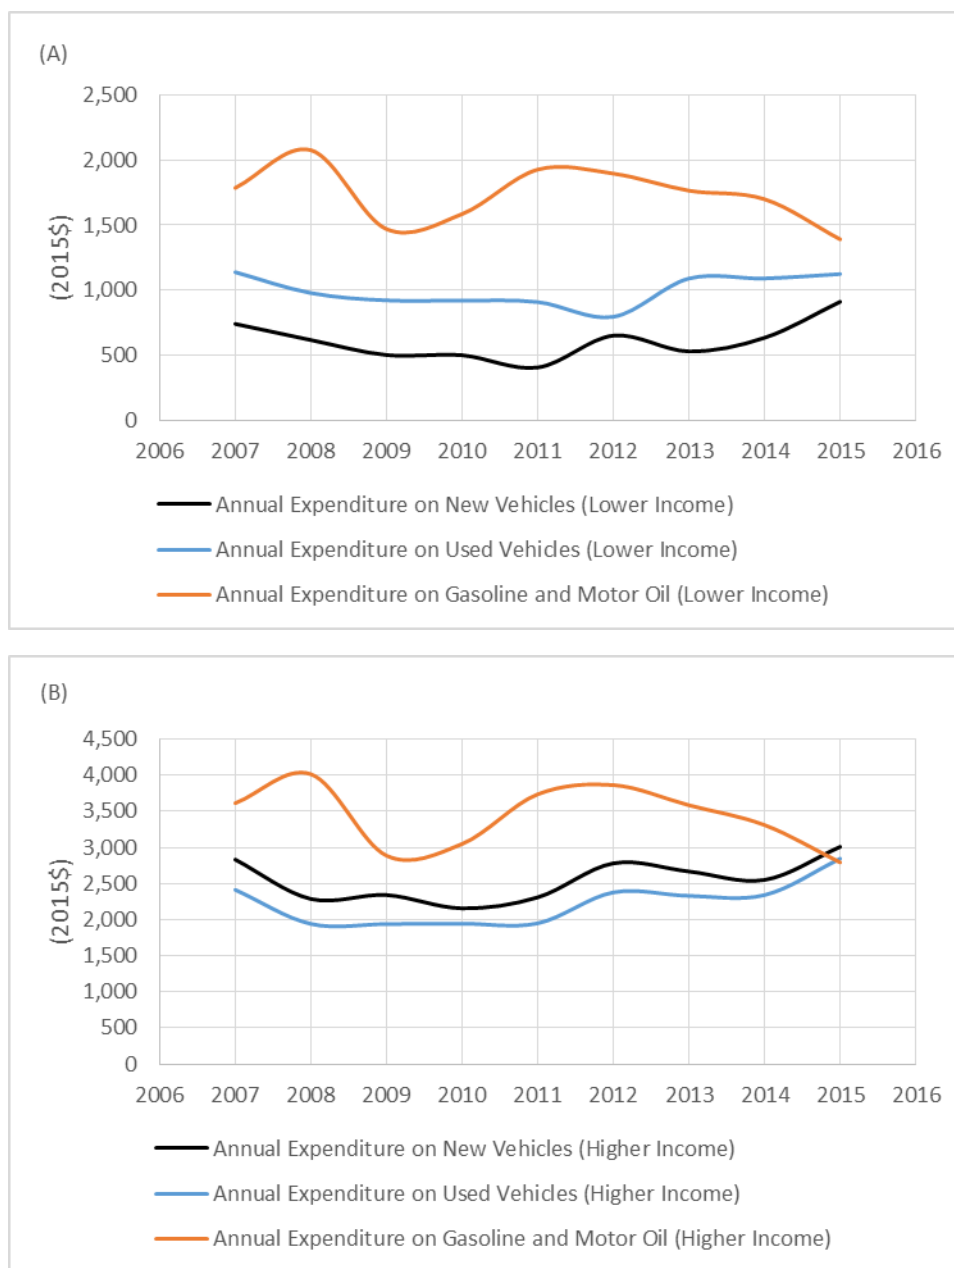 (A)
2,500
2,000
1,500
1,000
500
0
(2015$)
2006 2007 2008 2009 2010 2011 2012 2013 2014 2015 2016
Annual Expenditure on New Vehicles (Lower Income)
Annual Expenditure on Used Vehicles (Lower Income)
Annual Expenditure on Gasoline and Motor Oil (Lower Income)
(B)
4,500
4,000
3,500
3,000
2,500
2,000
1,500
1,000
500
0
(2015$)
2006 2007 2008 2009 2010 2011 2012 2013 2014 2015 2016
Annual Expenditure on New Vehicles (Higher Income)
Annual Expenditure on Used Vehicles (Higher Income)
Annual Expenditure on Gasoline and Motor Oil (Higher Income)